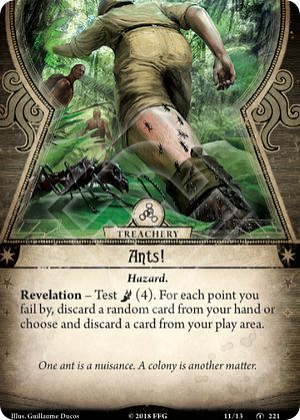 TREACHERY
Ants!
Hazard.
Revelation – Test (4). For each point you
fail by, discard a random card from your hand or
choose and discard a card from your play area.
One ant is a nuisance. A colony is another matter.
Illus. Guillaume Ducos © 2018 FFG 11/13 221